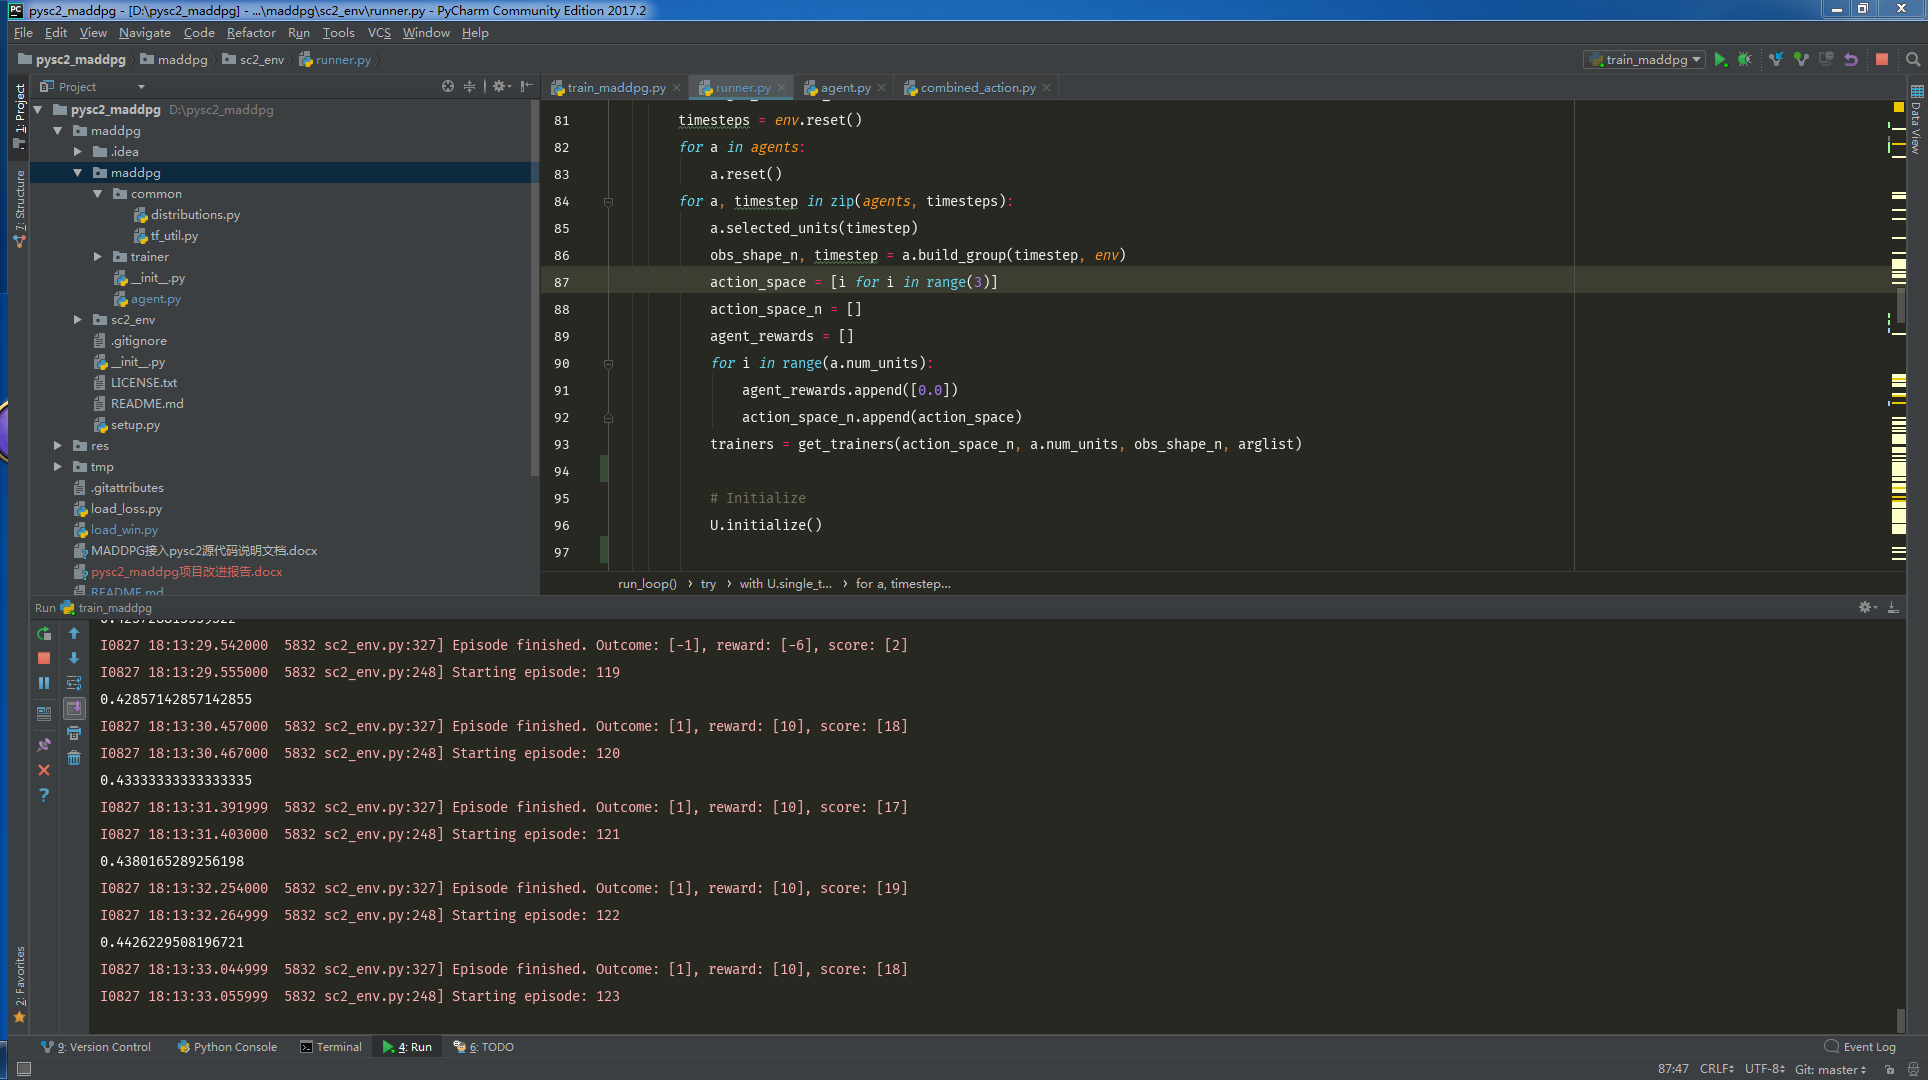 pysc2_maddpg - [D:\pysc2_maddpg] - ...\maddpg\sc2_env\runner.py - PyCharm Community Edition 2017.2
File Edit View Navigate Code Refactor Run Tools VCS Window Help
pysc2_maddpg maddpg sc2_env runner.py train_maddpg
Project
train_maddpg.py runner.py agent.py combined_action.py
1: Project
7: Structure
2: Favorites
Data View
pysc2_maddpg D:\pysc2_maddpg
maddpg
.idea
maddpg
common
distributions.py
tf_util.py
trainer
__init__.py
agent.py
sc2_env
.gitignore
__init__.py
LICENSE.txt
README.md
setup.py
res
tmp
.gitattributes
load_loss.py
load_win.py
MADDPG接入pysc2源代码说明文档.docx
pysc2_maddpg项目改进报告.docx
README.md
81 timesteps = env.reset()
82 for a in agents:
83 a.reset()
84 for a, timestep in zip(agents, timesteps):
85 a.selected_units(timestep)
86 obs_shape_n, timestep = a.build_group(timestep, env)
87 action_space = [i for i in range(3)]
88 action_space_n = []
89 agent_rewards = []
90 for i in range(a.num_units):
91 agent_rewards.append([0.0])
92 action_space_n.append(action_space)
93 trainers = get_trainers(action_space_n, a.num_units, obs_shape_n, arglist)
94
95 # Initialize
96 U.initialize()
97
run_loop() › try › with U.single_t... › for a, timestep...
Run train_maddpg
I0827 18:13:29.542000 5832 sc2_env.py:327] Episode finished. Outcome: [-1], reward: [-6], score: [2]
I0827 18:13:29.555000 5832 sc2_env.py:248] Starting episode: 119
0.42857142857142855
I0827 18:13:30.457000 5832 sc2_env.py:327] Episode finished. Outcome: [1], reward: [10], score: [18]
I0827 18:13:30.467000 5832 sc2_env.py:248] Starting episode: 120
0.43333333333333335
I0827 18:13:31.391999 5832 sc2_env.py:327] Episode finished. Outcome: [1], reward: [10], score: [17]
I0827 18:13:31.403000 5832 sc2_env.py:248] Starting episode: 121
0.4380165289256198
I0827 18:13:32.254000 5832 sc2_env.py:327] Episode finished. Outcome: [1], reward: [10], score: [19]
I0827 18:13:32.264999 5832 sc2_env.py:248] Starting episode: 122
0.4426229508196721
I0827 18:13:33.044999 5832 sc2_env.py:327] Episode finished. Outcome: [1], reward: [10], score: [18]
I0827 18:13:33.055999 5832 sc2_env.py:248] Starting episode: 123
9: Version Control Python Console Terminal 4: Run 6: TODO Event Log
87:47 CRLF UTF-8 Git: master